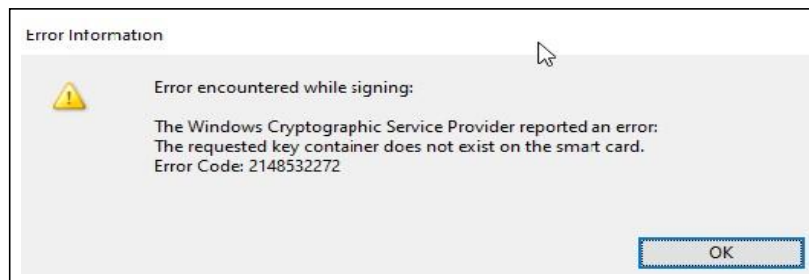 Error Information
Error encountered while signing:
The Windows Cryptographic Service Provider reported an error:
The requested key container does not exist on the smart card.
Error Code: 2148532272
OK